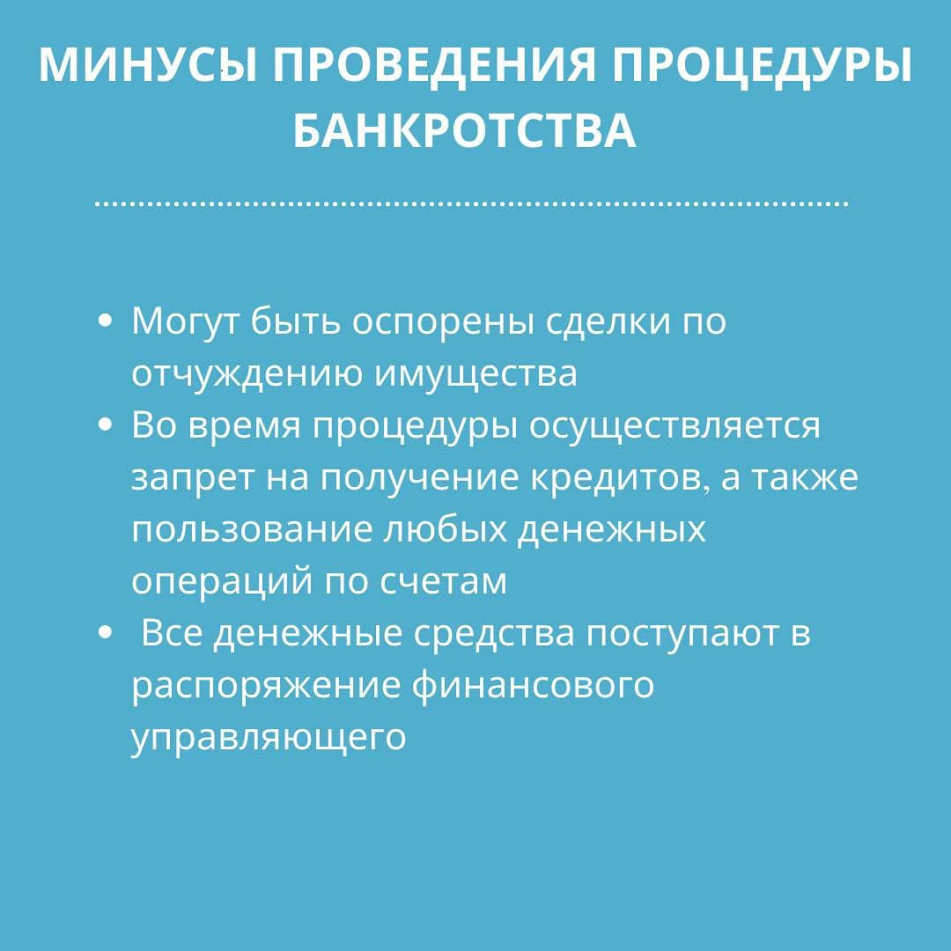 МИНУСЫ ПРОВЕДЕНИЯ ПРОЦЕДУРЫ
БАНКРОТСТВА
• Могут быть оспорены сделки по
отчуждению имущества
• Во время процедуры осуществляется
запрет на получение кредитов, а также
пользование любых денежных
операций по счетам
• Все денежные средства поступают в
распоряжение финансового
управляющего